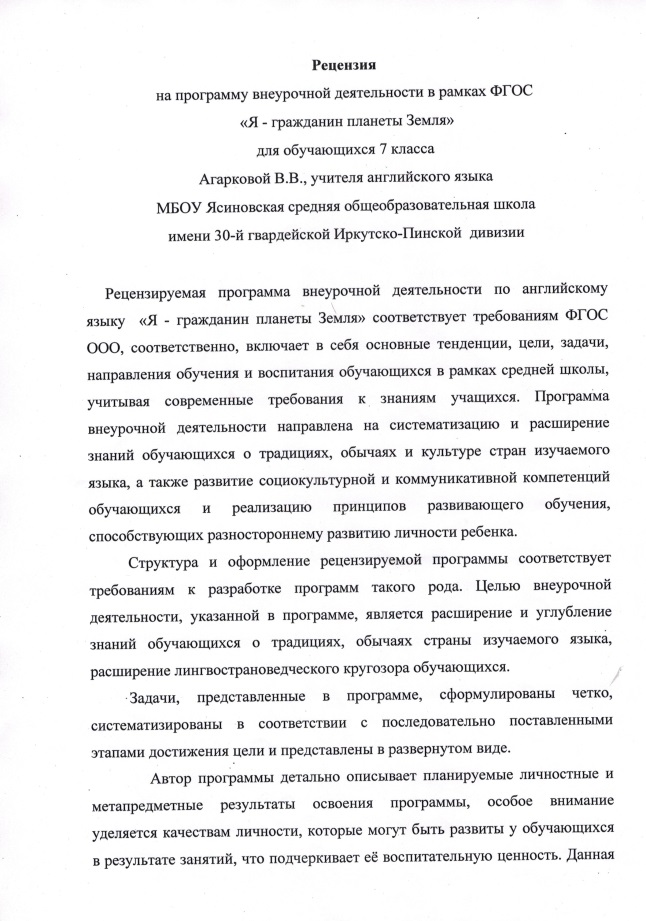 Рецензия
на программу внеурочной деятельности в рамках ФГОС
«Я - гражданин планеты Земля»
для обучающихся 7 класса
Агарковой В.В., учителя английского языка
МБОУ Ясиновская средняя общеобразовательная школа
имени 30-й гвардейской Иркутско-Пинской дивизии
Рецензируемая программа внеурочной деятельности по английскому
языку «Я - гражданин планеты Земля» соответствует требованиям ФГОС
ООО, соответственно, включает в себя основные тенденции, цели, задачи,
направления обучения и воспитания обучающихся в рамках средней школы,
учитывая современные требования к знаниям учащихся. Программа
внеурочной деятельности направлена на систематизацию и расширение
знаний обучающихся о традициях, обычаях и культуре стран изучаемого
языка, а также развитие социокультурной и коммуникативной компетенций
обучающихся и реализацию принципов развивающего обучения,
способствующих разностороннему развитию личности ребенка.
Структура и оформление рецензируемой программы соответствует
требованиям к разработке программ такого рода. Целью внеурочной
деятельности, указанной в программе, является расширение и углубление
знаний обучающихся о традициях, обычаях страны изучаемого языка,
расширение лингвострановедческого кругозора обучающихся.
Задачи, представленные в программе, сформулированы четко,
систематизированы в соответствии с последовательно поставленными
этапами достижения цели и представлены в развернутом виде.
Автор программы детально описывает планируемые личностные и
метапредметные результаты освоения программы, особое внимание
уделяется качествам личности, которые могут быть развиты у обучающихся
в результате занятий, что подчеркивает её воспитательную ценность. Данная